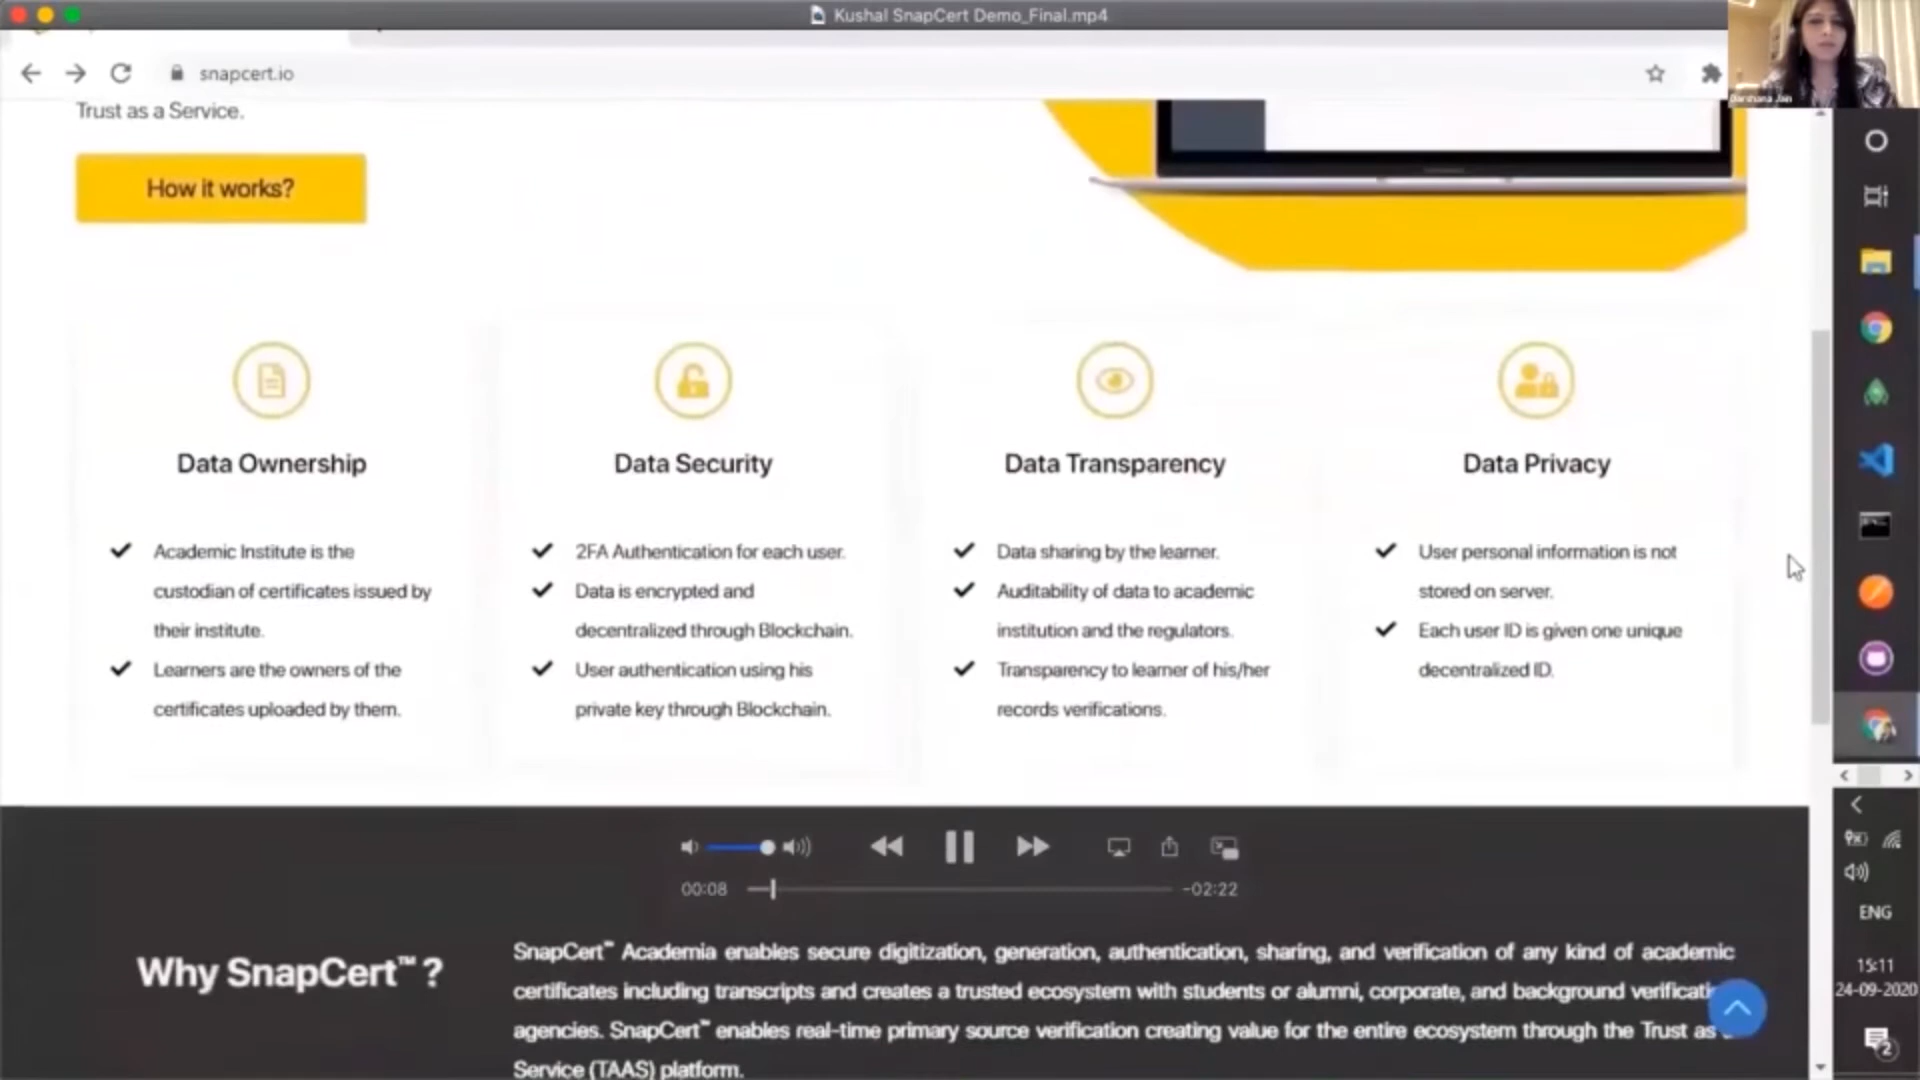 Kushal SnapCert Demo_Final.mp4
snapcert.io
Darshana Jain
Trust as a Service.
How it works?
Data Ownership
Academic Institute is the
custodian of certificates issued by
their institute.
Learners are the owners of the
certificates uploaded by them.
Data Security
2FA Authentication for each user.
Data is encrypted and
decentralized through Blockchain.
User authentication using his
private key through Blockchain.
Data Transparency
Data sharing by the learner.
Auditability of data to academic
institution and the regulators.
Transparency to learner of his/her
records verifications.
Data Privacy
User personal information is not
stored on server.
Each user ID is given one unique
decentralized ID.
00:08
-02:22
Why SnapCert™ ?
SnapCert™ Academia enables secure digitization, generation, authentication, sharing, and verification of any kind of academic
certificates including transcripts and creates a trusted ecosystem with students or alumni, corporate, and background
agencies. SnapCert™ enables real-time primary source verification creating value for the entire ecosystem through the Trust as
Service (TAAS) platform.
ENG
15:11
24-09-2020
2